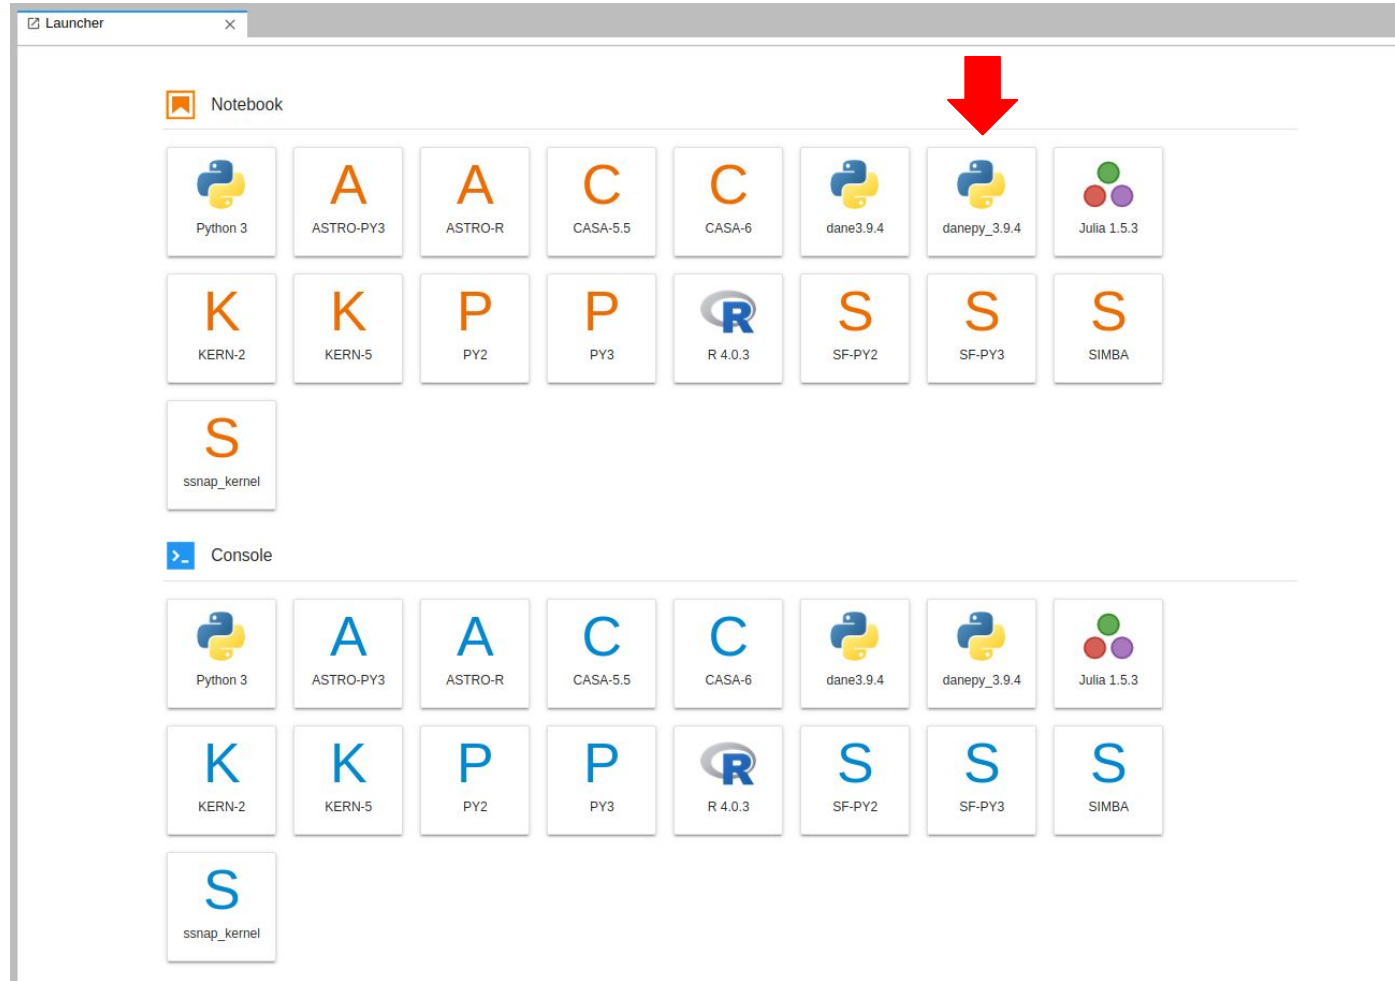 Launcher
Notebook
Python 3 ASTRO-PY3 ASTRO-R CASA-5.5 CASA-6 dane3.9.4 danepy_3.9.4 Julia 1.5.3
A A C C
K K P P R S S S
KERN-2 KERN-5 PY2 PY3 R 4.0.3 SF-PY2 SF-PY3 SIMBA
S
ssnap_kernel
Console
A A C C
Python 3 ASTRO-PY3 ASTRO-R CASA-5.5 CASA-6 dane3.9.4 danepy_3.9.4 Julia 1.5.3
K K P P R S S S
KERN-2 KERN-5 PY2 PY3 R 4.0.3 SF-PY2 SF-PY3 SIMBA
S
ssnap_kernel